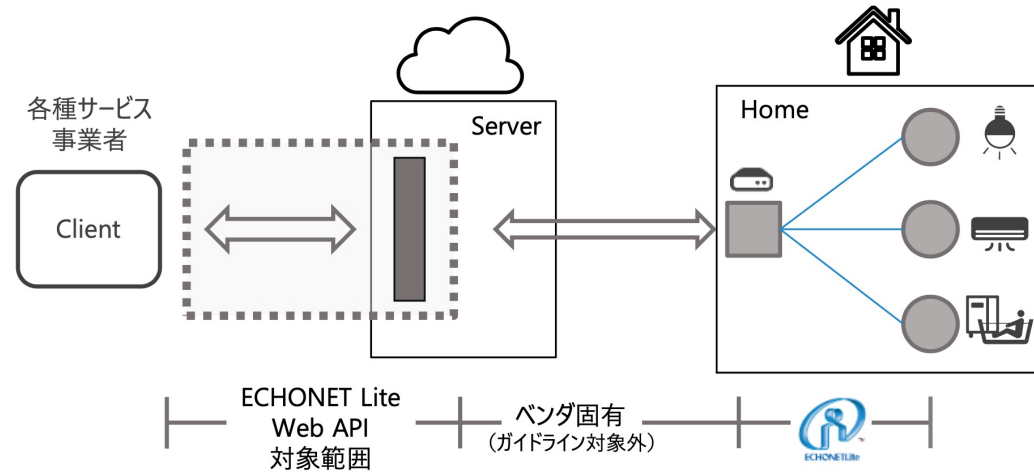 各種サービス
事業者
Client
Server
Home
ECHONET Lite
Web API
対象範囲
ベンダ固有
（ガイドライン対象外）
ECHONETLite
™